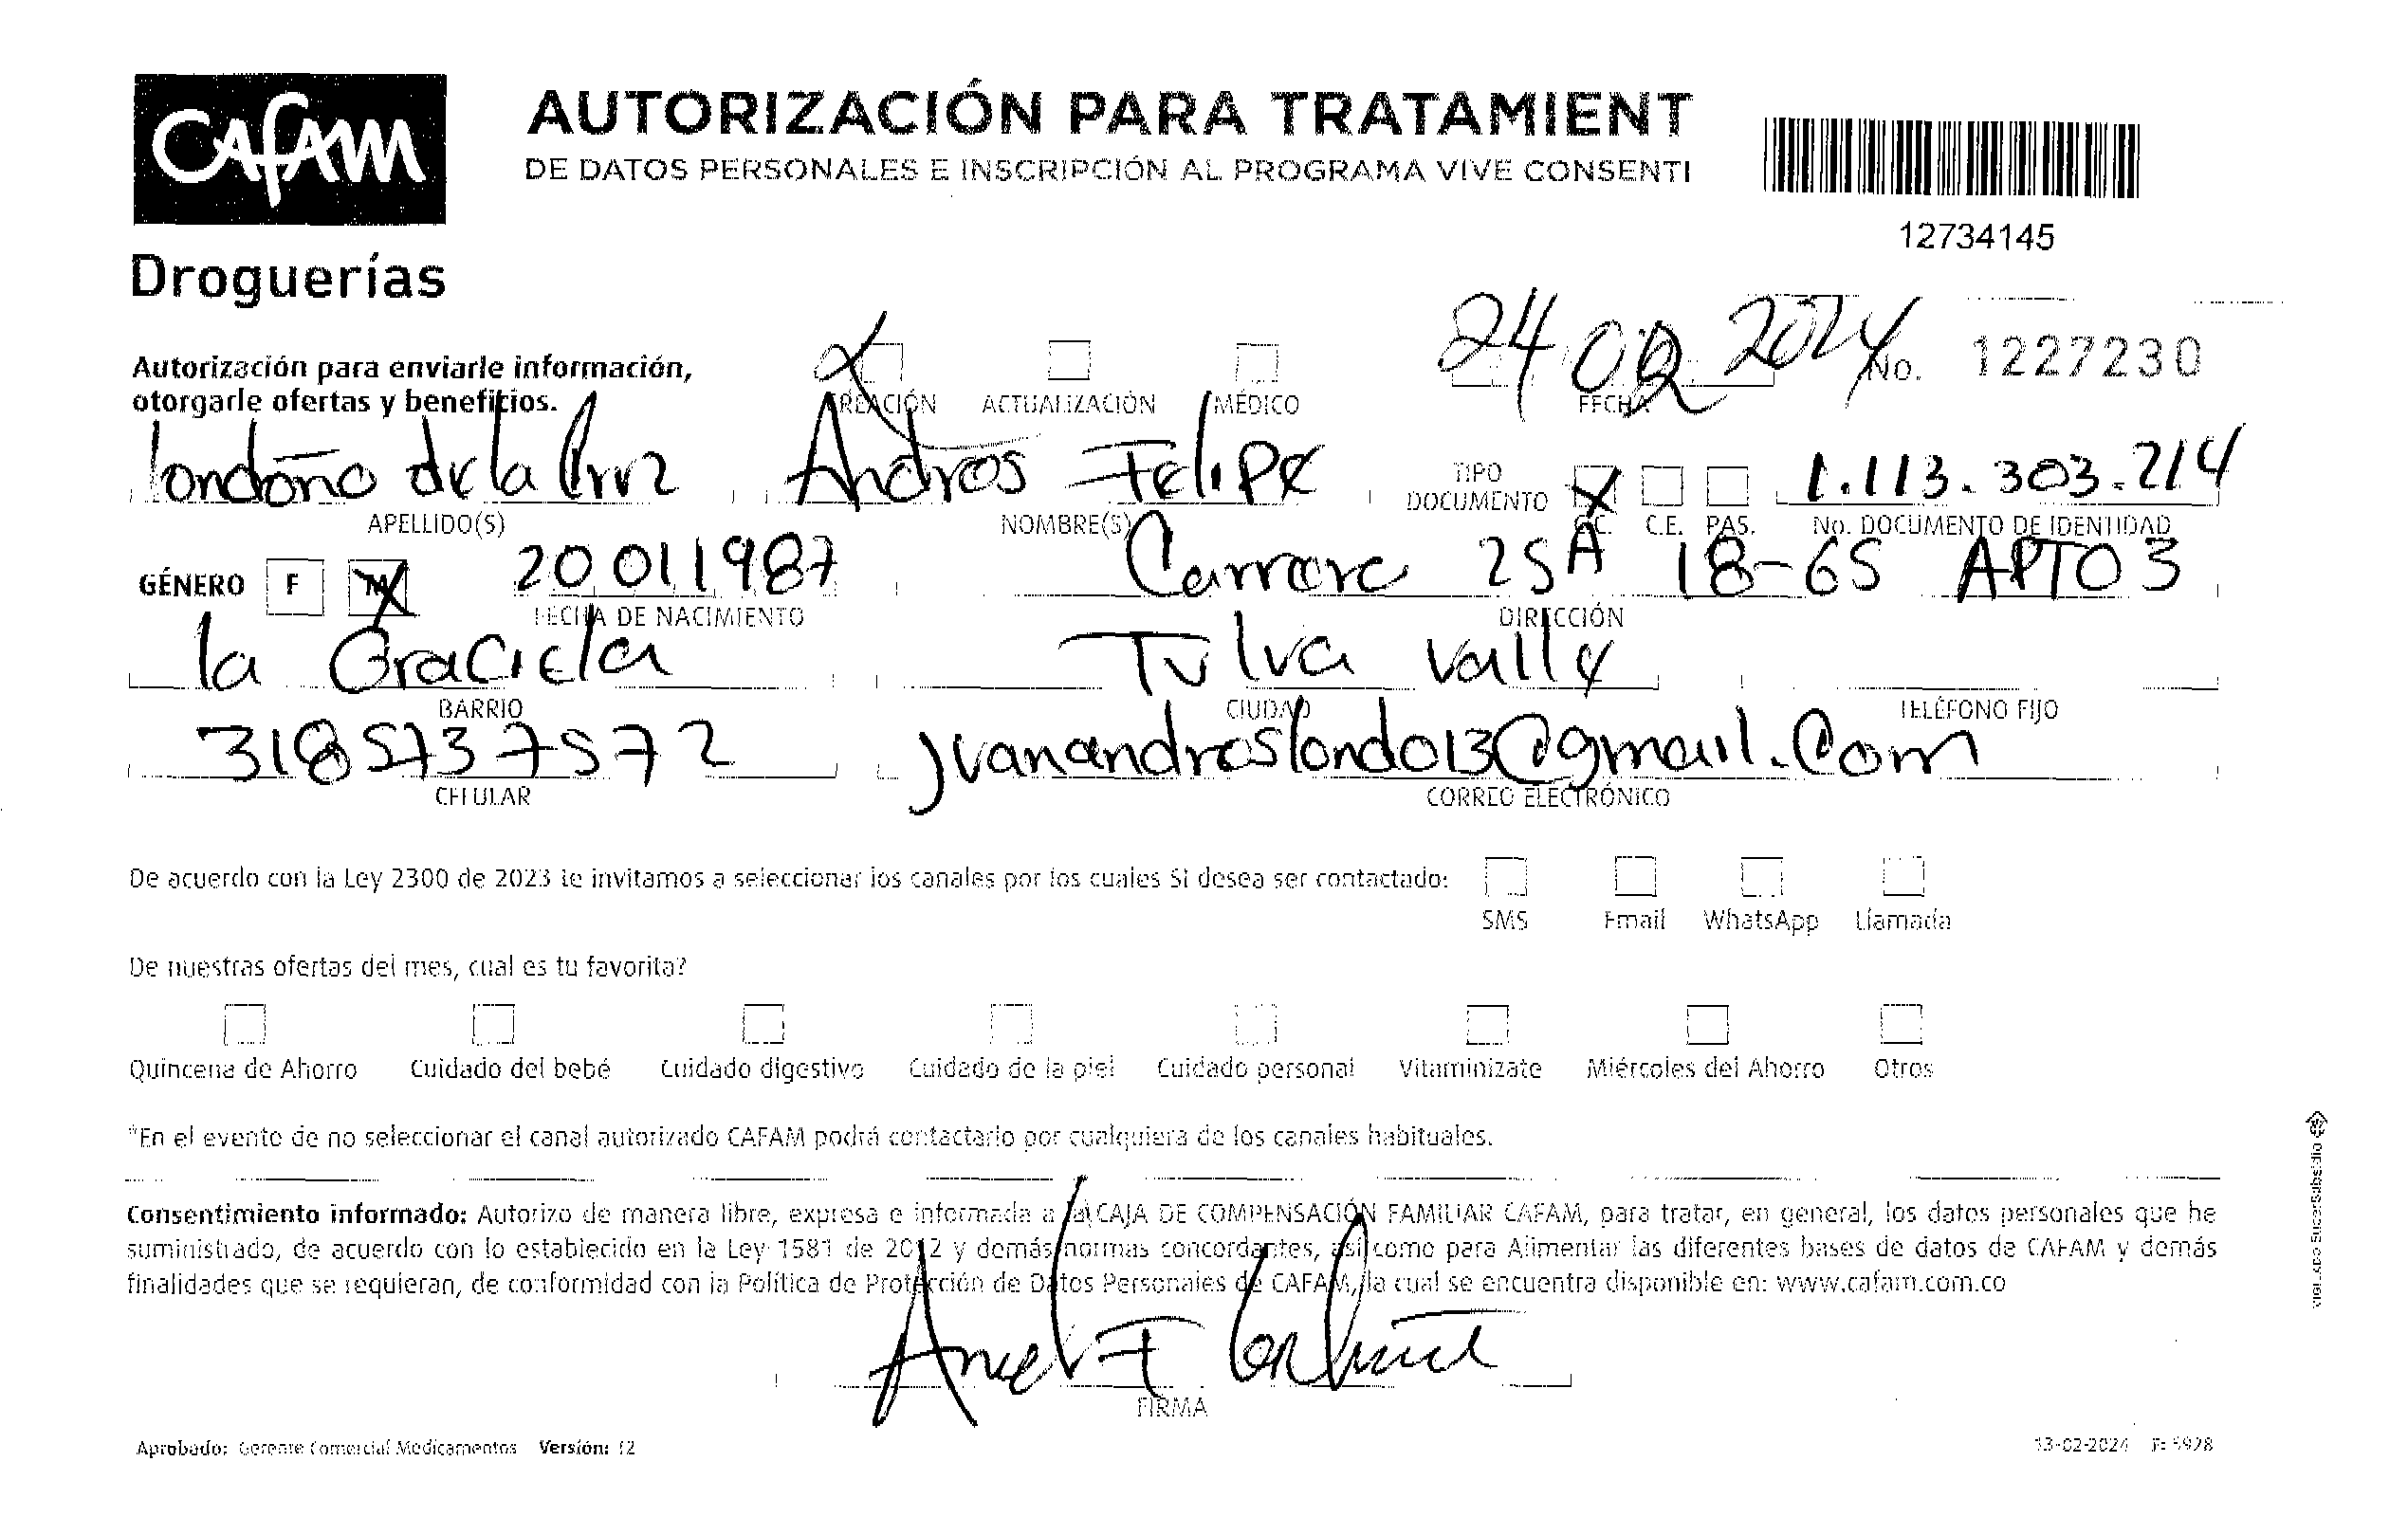 CAFAM
Droguerías
AUTORIZACIÓN PARA TRATAMIENT
DE DATOS PERSONALES E INSCRIPCIÓN AL PROGRAMA VIVE CONSENTI
12734145
Autorización para enviarle información,
otorgarle ofertas y beneficios.
CREACIÓN ACTUALIZACIÓN MÉDICO
24 2024 FECHA
No. 1227230
londoño de la Cruz Andres Felipe
APELLIDO(S) NOMBRE(S)
TIPO DOCUMENTO C.C. C.E. PAS.
1.113.303.214
No. DOCUMENTO DE IDENTIDAD
GÉNERO F M
20 01 1987
FECHA DE NACIMIENTO
Carrera 25A 18-65 APTO 3
DIRECCIÓN
la Graciela
BARRIO
Tulua Valle
CIUDAD
TELÉFONO FIJO
3185737572
CELULAR
juanandreslondo13@gmail.com
CORREO ELECTRÓNICO
De acuerdo con la Ley 2300 de 2023 te invitamos a seleccionar los canales por los cuales SI desea ser contactado:
SMS Email WhatsApp Llamada
De nuestras ofertas del mes, cual es tu favorita?
Quincena de Ahorro Cuidado del bebé Cuidado digestivo Cuidado de la piel Cuidado personal Vitaminízate Miércoles del Ahorro Otros
*En el evento de no seleccionar el canal autorizado CAFAM podrá contactarlo por cualquiera de los canales habituales.
Consentimiento informado: Autorizo de manera libre, expresa e informada a la CAJA DE COMPENSACIÓN FAMILIAR CAFAM, para tratar, en general, los datos personales que he
suministrado, de acuerdo con lo establecido en la Ley 1581 de 2012 y demás normas concordantes, así como para Alimentar las diferentes bases de datos de CAFAM y demás
finalidades que se requieran, de conformidad con la Política de Protección de Datos Personales de CAFAM, la cual se encuentra disponible en: www.cafam.com.co
FIRMA
Aprobado: Gerente Comercial Medicamentos Versión: 12
13-02-2024 F: 5928
VIGILADO SuperSubsidio